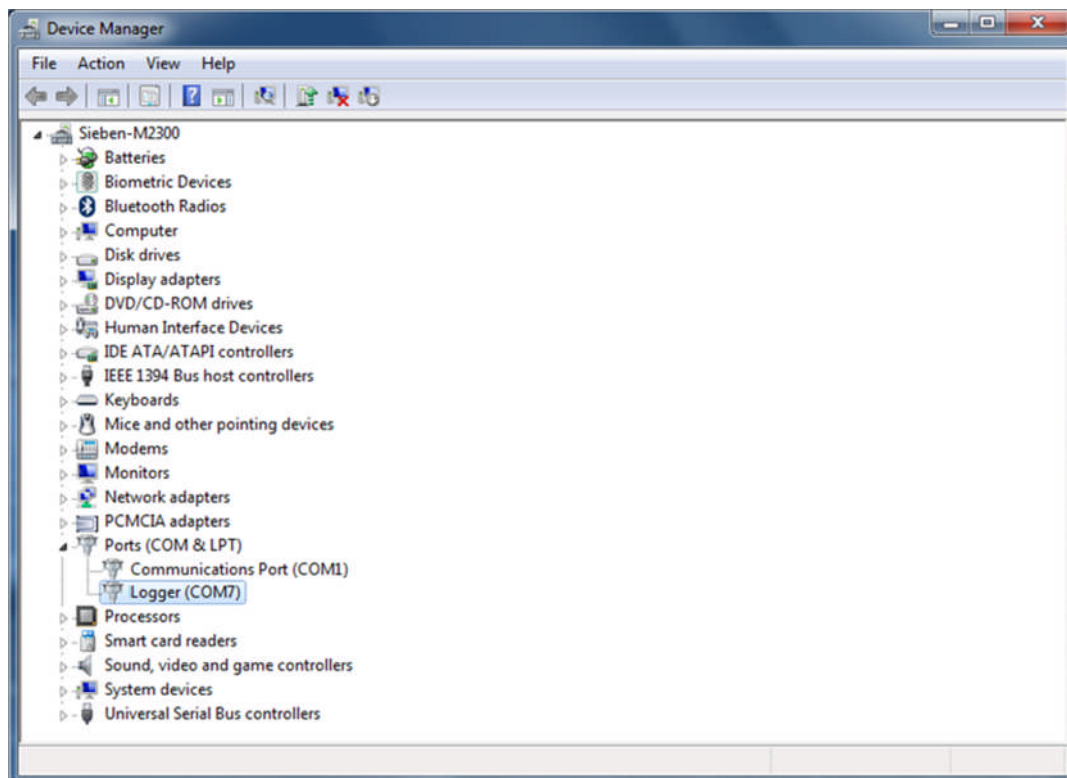 Device Manager
File Action View Help
Sieben-M2300
Batteries
Biometric Devices
Bluetooth Radios
Computer
Disk drives
Display adapters
DVD/CD-ROM drives
Human Interface Devices
IDE ATA/ATAPI controllers
IEEE 1394 Bus host controllers
Keyboards
Mice and other pointing devices
Modems
Monitors
Network adapters
PCMCIA adapters
Ports (COM & LPT)
Communications Port (COM1)
Logger (COM7)
Processors
Smart card readers
Sound, video and game controllers
System devices
Universal Serial Bus controllers